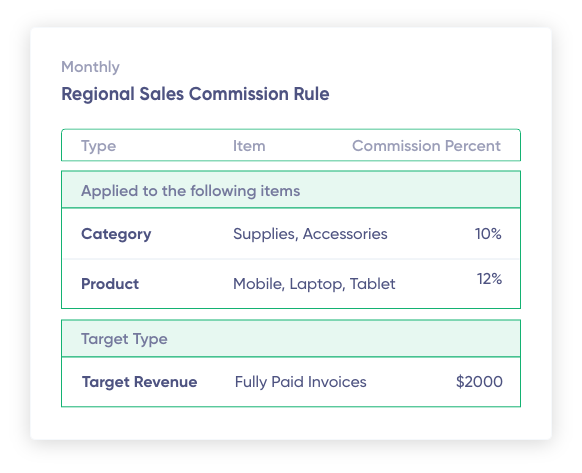 Monthly
Regional Sales Commission Rule
Type Item Commission Percent
Applied to the following items
Category Supplies, Accessories 10%
Product Mobile, Laptop, Tablet 12%
Target Type
Target Revenue Fully Paid Invoices $2000